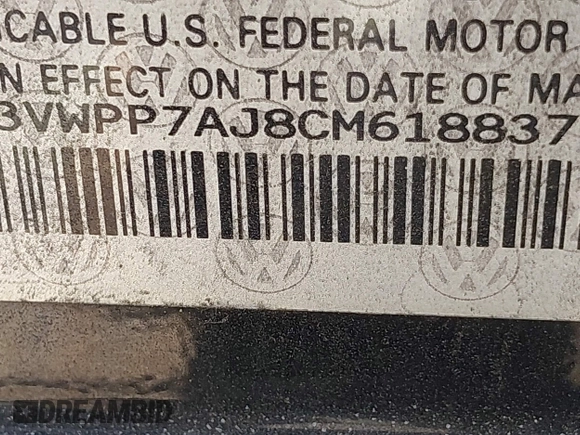 CABLE U.S. FEDERAL MOTOR
N EFFECT ON THE DATE OF MA
3VWPP7AJ8CM618837
DREAMBID